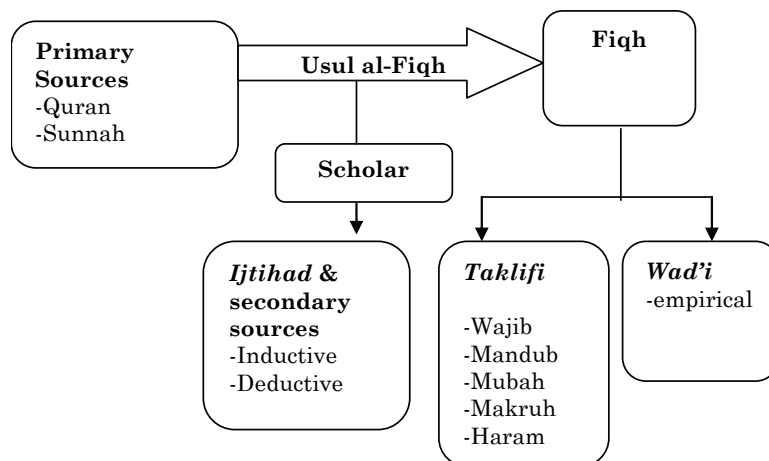 Primary
Sources
-Quran
-Sunnah
Usul al-Fiqh
Fiqh
Scholar
Ijtihad &
secondary
sources
-Inductive
-Deductive
Taklifi
-Wajib
-Mandub
-Mubah
-Makruh
-Haram
Wad’i
-empirical